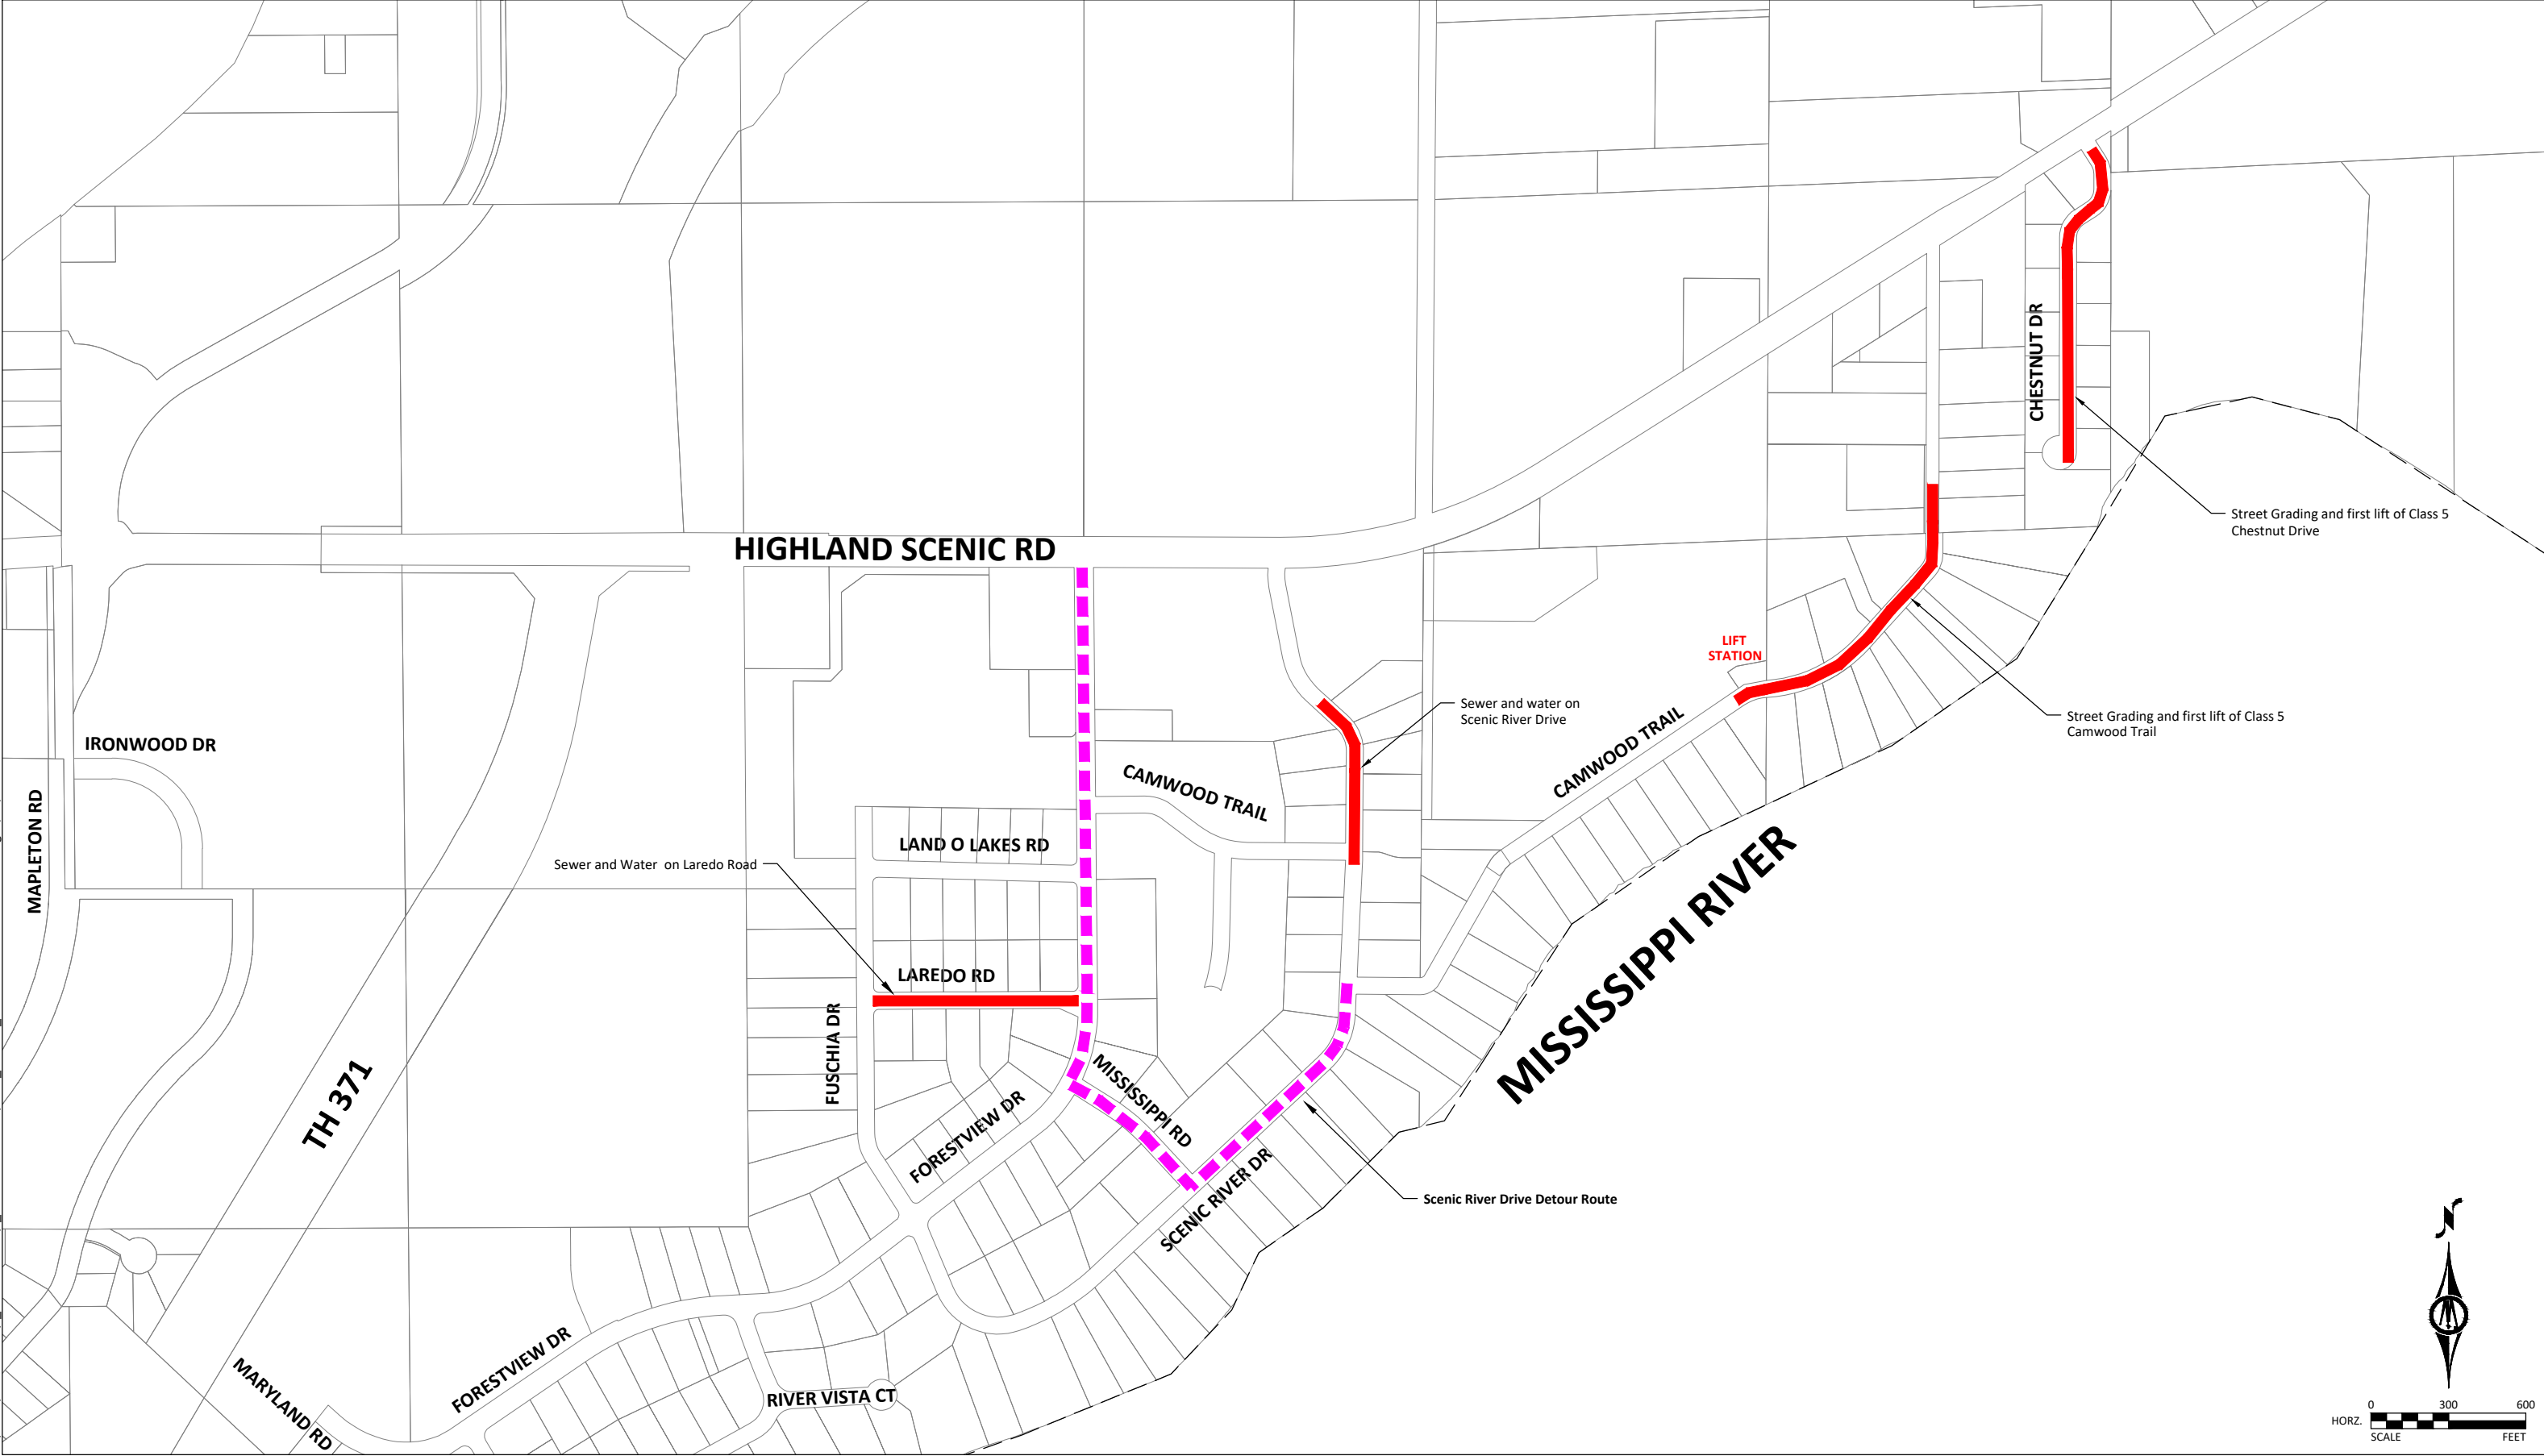 HIGHLAND SCENIC RD
CHESTNUT DR
Street Grading and first lift of Class 5
Chestnut Drive
LIFT
STATION
Sewer and water on
Scenic River Drive
Street Grading and first lift of Class 5
Camwood Trail
CAMWOOD TRAIL
IRONWOOD DR
MAPLETON RD
CAMWOOD TRAIL
LAND O LAKES RD
Sewer and Water on Laredo Road
MISSISSIPPI RIVER
LAREDO RD
FUSCHIA DR
TH 371
MISSISSIPPI RD
FORESTVIEW DR
SCENIC RIVER DR
Scenic River Drive Detour Route
FORESTVIEW DR
MARYLAND RD
RIVER VISTA CT
N
0 300 600
HORZ.
SCALE FEET